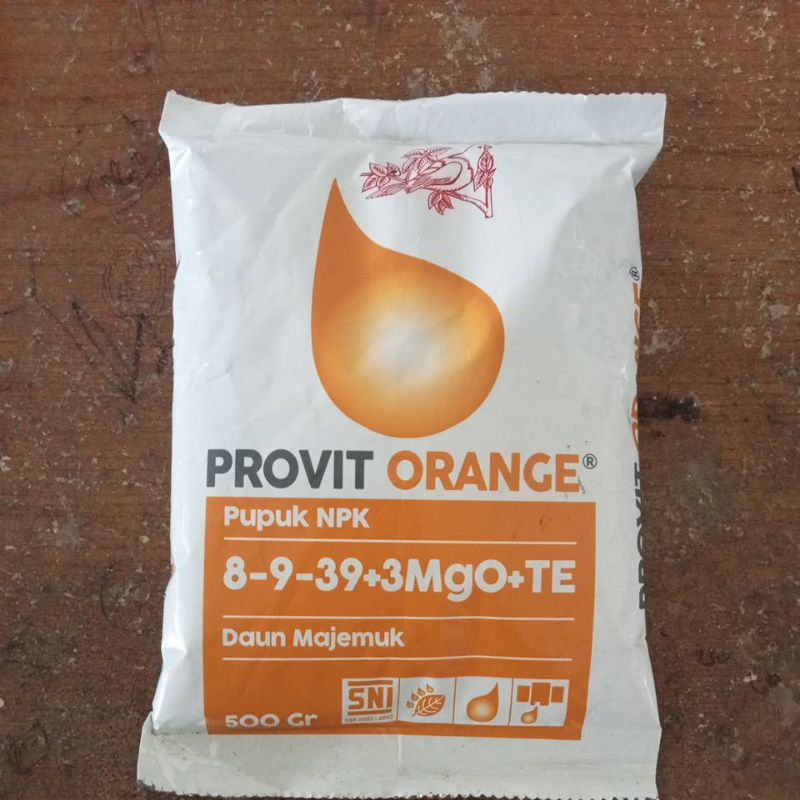 PROVIT ORANGE®
Pupuk NPK
8-9-39+3MgO+TE
Daun Majemuk
500 Gr
SNI
PROVIT ORANGE®